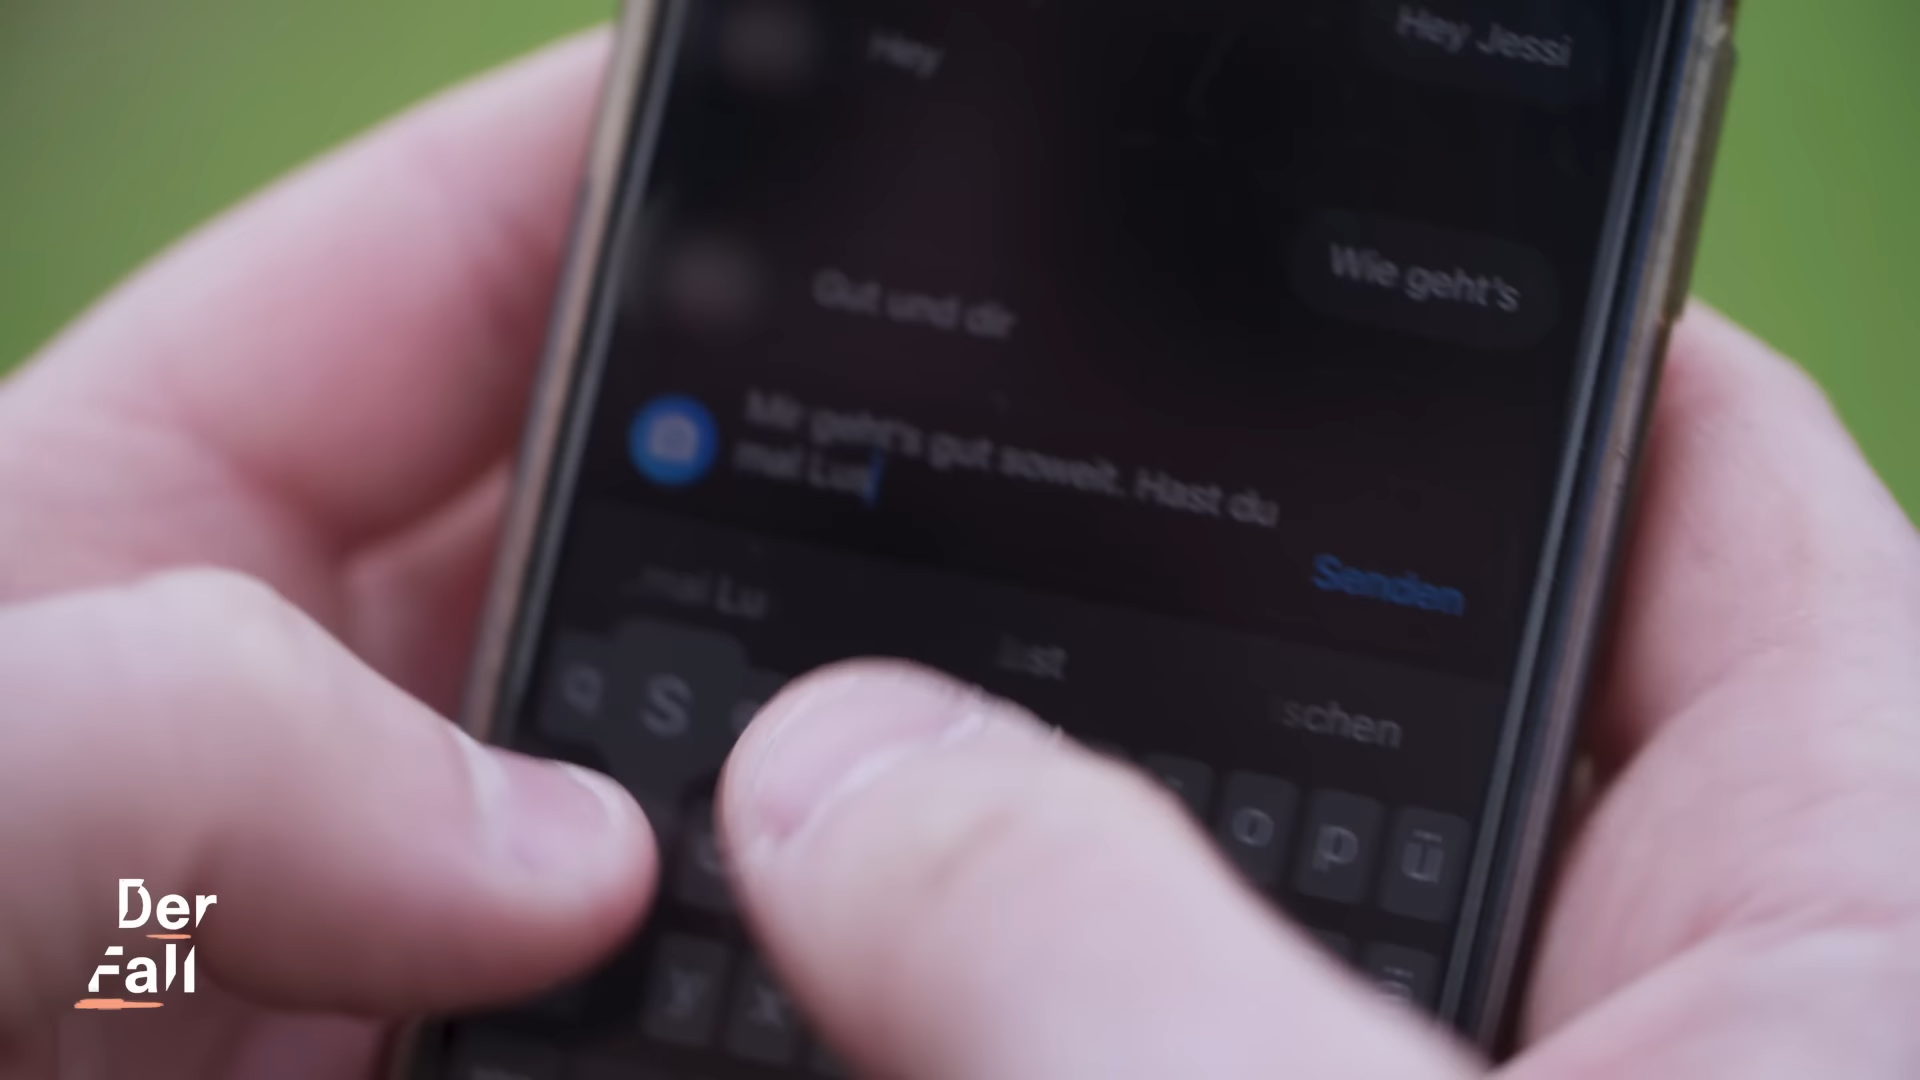 Hey Jessi
Hey
Wie geht's
Gut und dir
Mir geht's gut soweit. Hast du
mal Lus
Senden
mal Lu
schen
S
o p ü
y x
Der
Fall